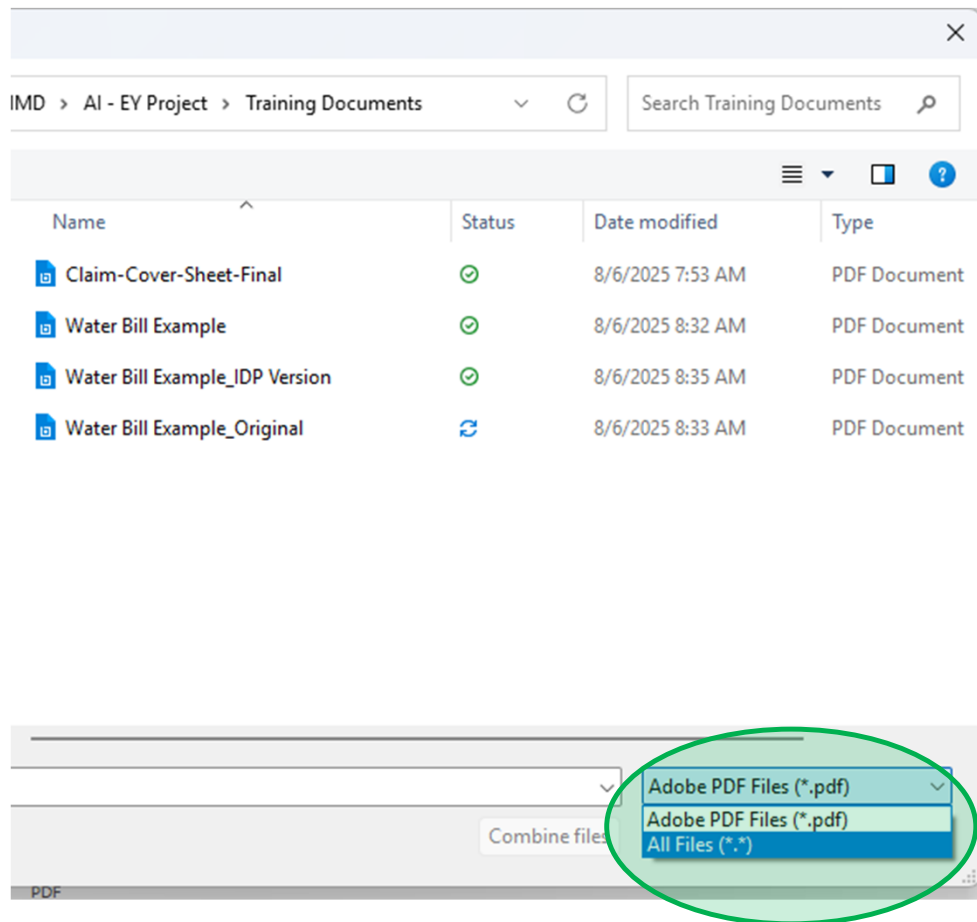 IMD > AI - EY Project > Training Documents
Search Training Documents
?
Name Status Date modified Type
Claim-Cover-Sheet-Final 8/6/2025 7:53 AM PDF Document
Water Bill Example 8/6/2025 8:32 AM PDF Document
Water Bill Example_IDP Version 8/6/2025 8:35 AM PDF Document
Water Bill Example_Original 8/6/2025 8:33 AM PDF Document
Adobe PDF Files (*.pdf)
Adobe PDF Files (*.pdf)
Combine files All Files (*.*)
PDF